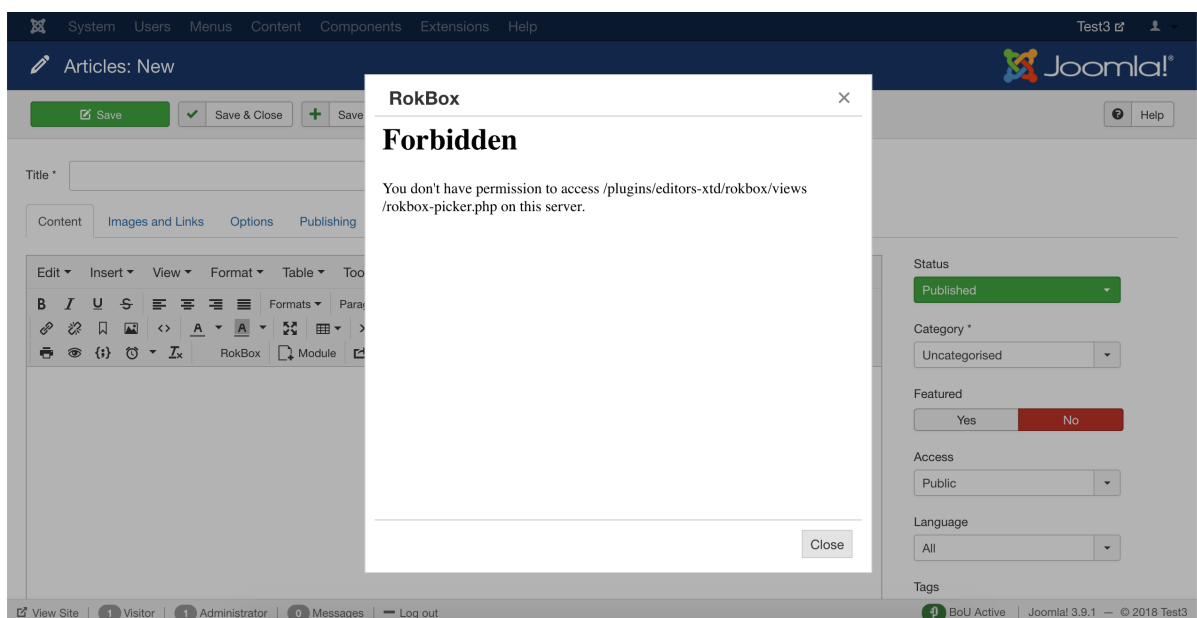 System Users Menus Content Components Extensions Help Test3
Articles: New Joomla!®
Save Save & Close Save Help
RokBox ×
Forbidden
You don't have permission to access /plugins/editors-xtd/rokbox/views
/rokbox-picker.php on this server.
Title *
Content Images and Links Options Publishing
Edit Insert View Format Table Too
B I U S Formats Para
A A
Ix RokBox Module
Status
Published
Category *
Uncategorised
Featured
Yes No
Access
Public
Language
All
Tags
Close
View Site 1 Visitor 1 Administrator 0 Messages Log out BoU Active Joomla! 3.9.1 — © 2018 Test3